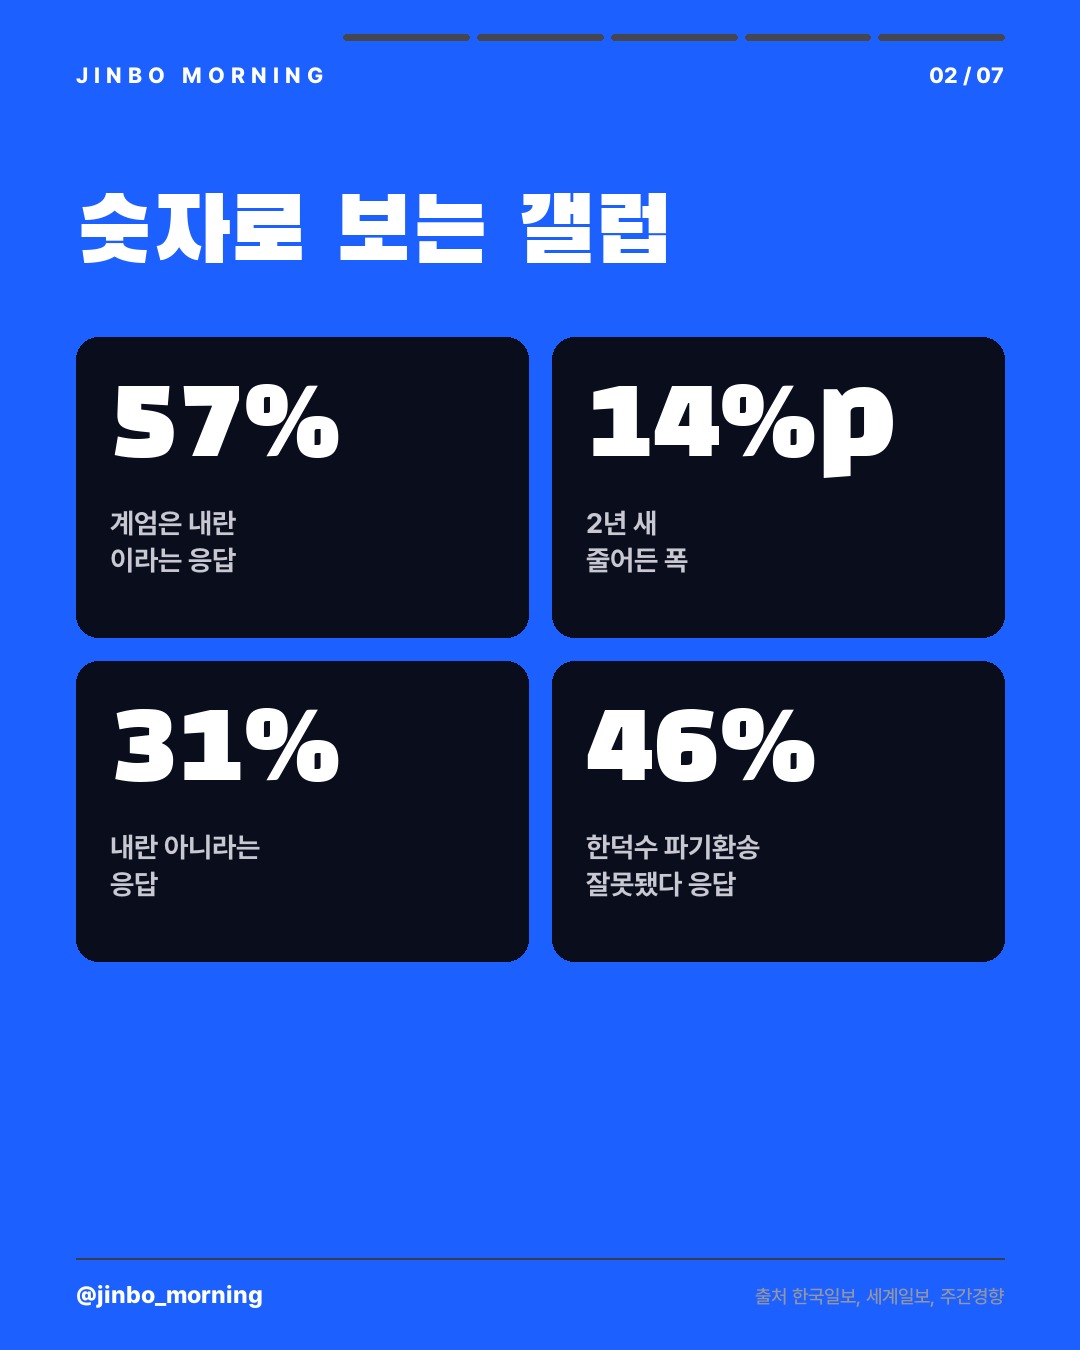 JINBO MORNING
02 / 07
숫자로 보는 갤럽
57%
계엄은 내란
이라는 응답
14%p
2년 새
줄어든 폭
31%
내란 아니라는
응답
46%
한덕수 파기환송
잘못됐다 응답
@jinbo_morning
출처 한국일보, 세계일보, 주간경향